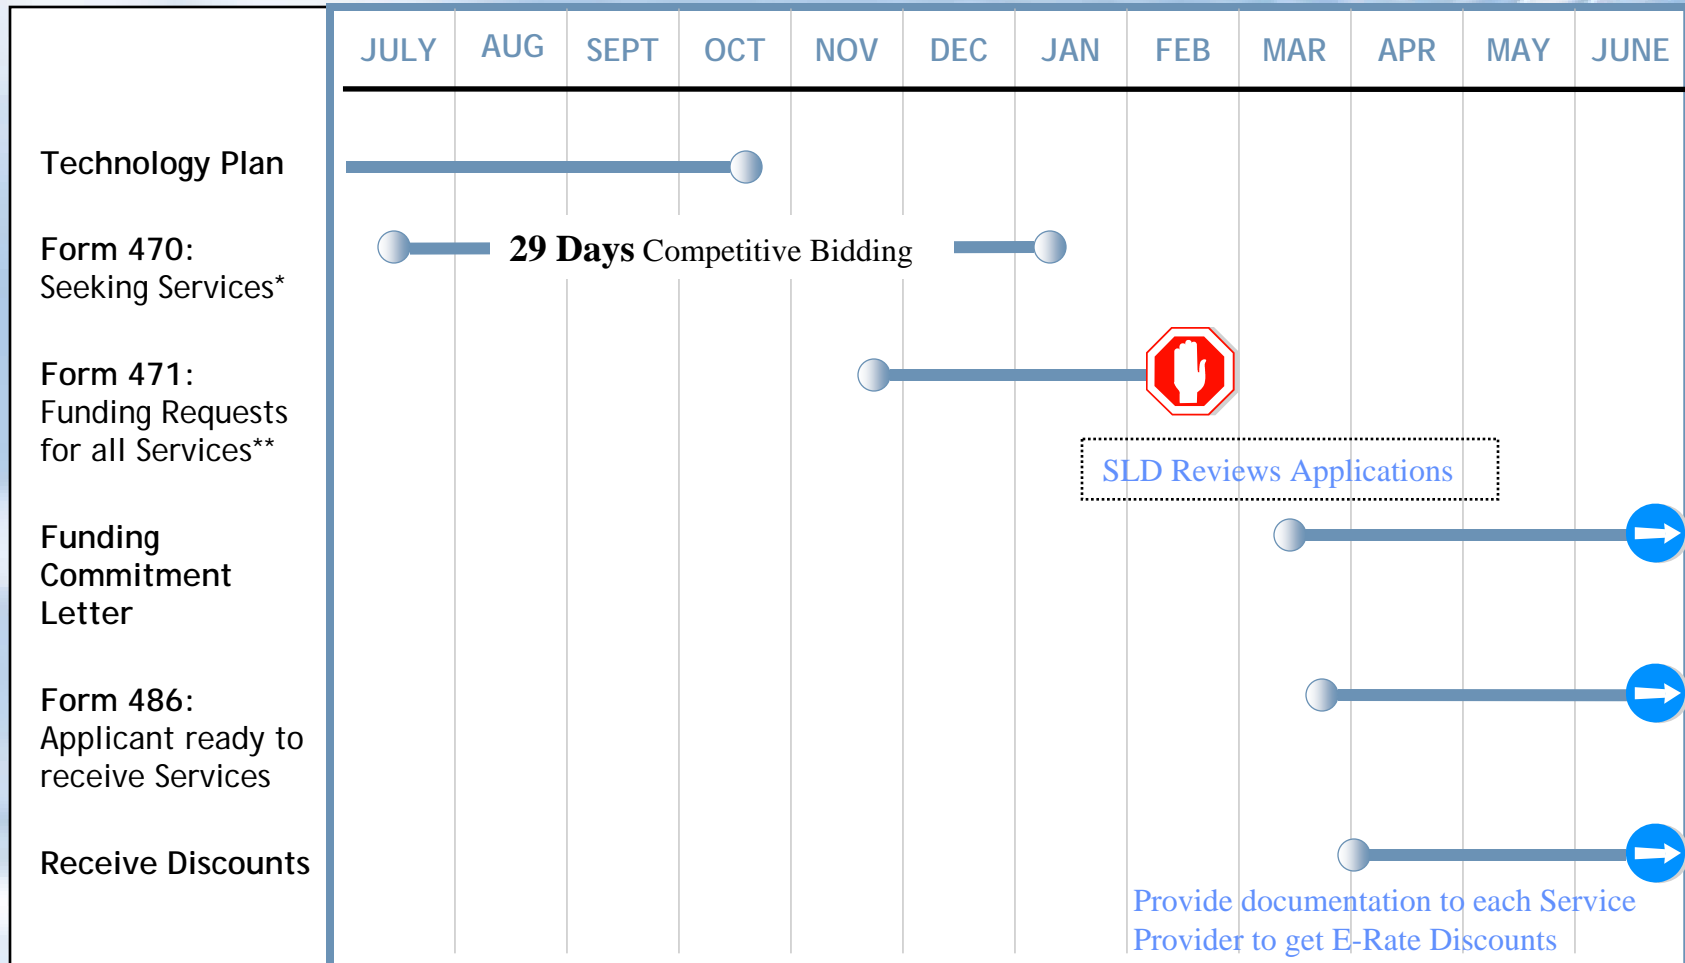 JULY AUG SEPT OCT NOV DEC JAN FEB MAR APR MAY JUNE
Technology Plan
Form 470:
Seeking Services*
29 Days Competitive Bidding
Form 471:
Funding Requests
for all Services**
SLD Reviews Applications
Funding
Commitment
Letter
Form 486:
Applicant ready to
receive Services
Receive Discounts
Provide documentation to each Service
Provider to get E-Rate Discounts